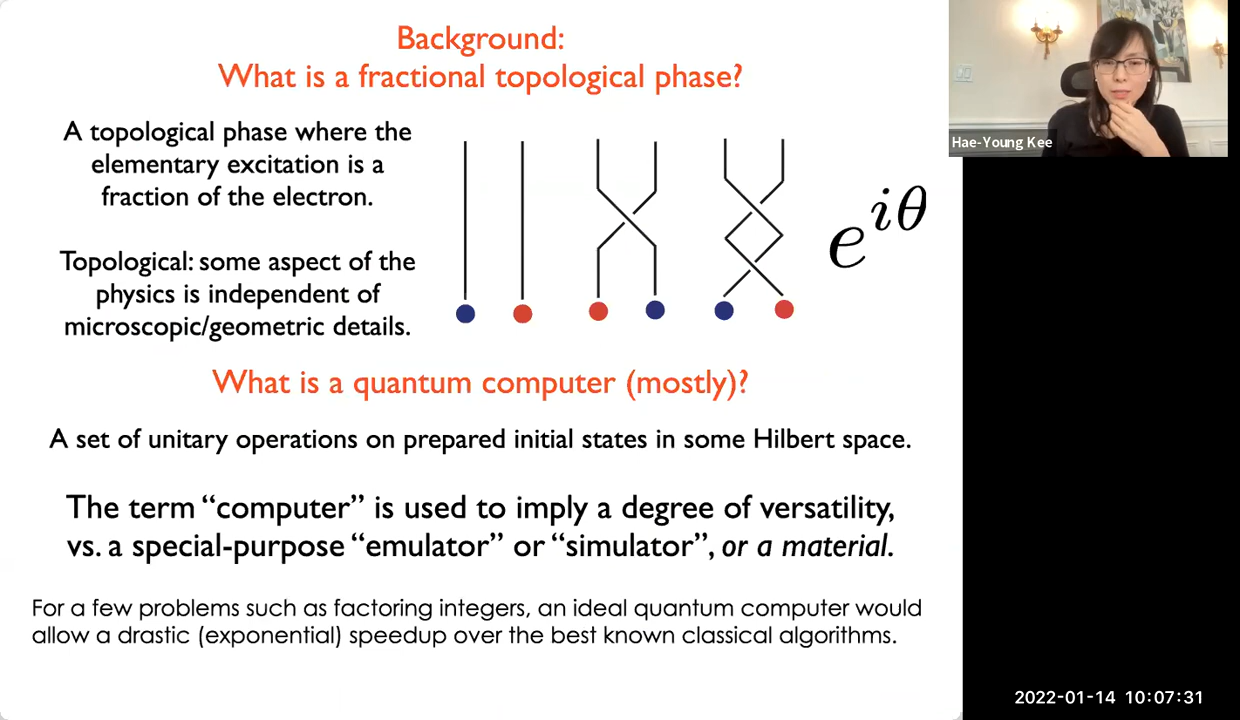 Background:
What is a fractional topological phase?
A topological phase where the
elementary excitation is a
fraction of the electron.
Topological: some aspect of the
physics is independent of
microscopic/geometric details.
e^{iθ}
What is a quantum computer (mostly)?
A set of unitary operations on prepared initial states in some Hilbert space.
The term “computer” is used to imply a degree of versatility,
vs. a special-purpose “emulator” or “simulator”, or a material.
For a few problems such as factoring integers, an ideal quantum computer would
allow a drastic (exponential) speedup over the best known classical algorithms.
Hae-Young Kee
2022-01-14 10:07:31